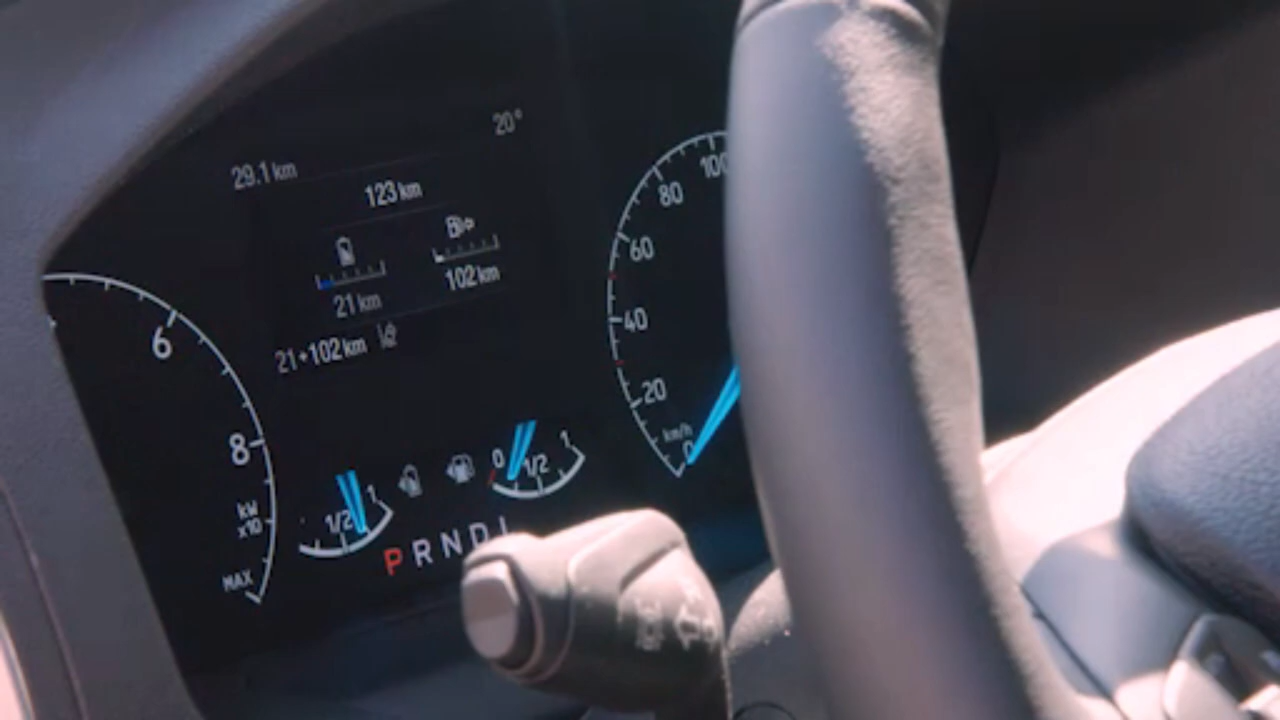 20°
29.1 km
123 km
21 km
102 km
21+102 km
6
8
kW
x10
MAX
1/2
1
0
1/2
1
P R N D L
100
80
60
40
20
km/h
0